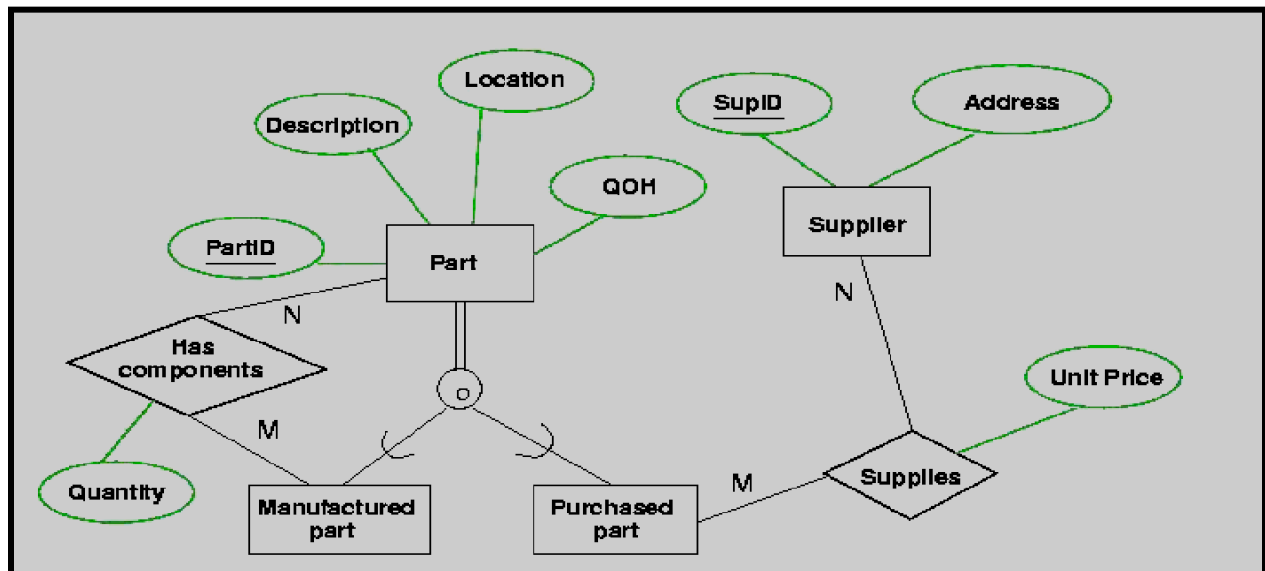 Location
SupID
Address
Description
QOH
Supplier
PartID
Part
N
N
Has
components
Unit Price
o
M
Supplies
M
Quantity
Manufactured
part
Purchased
part